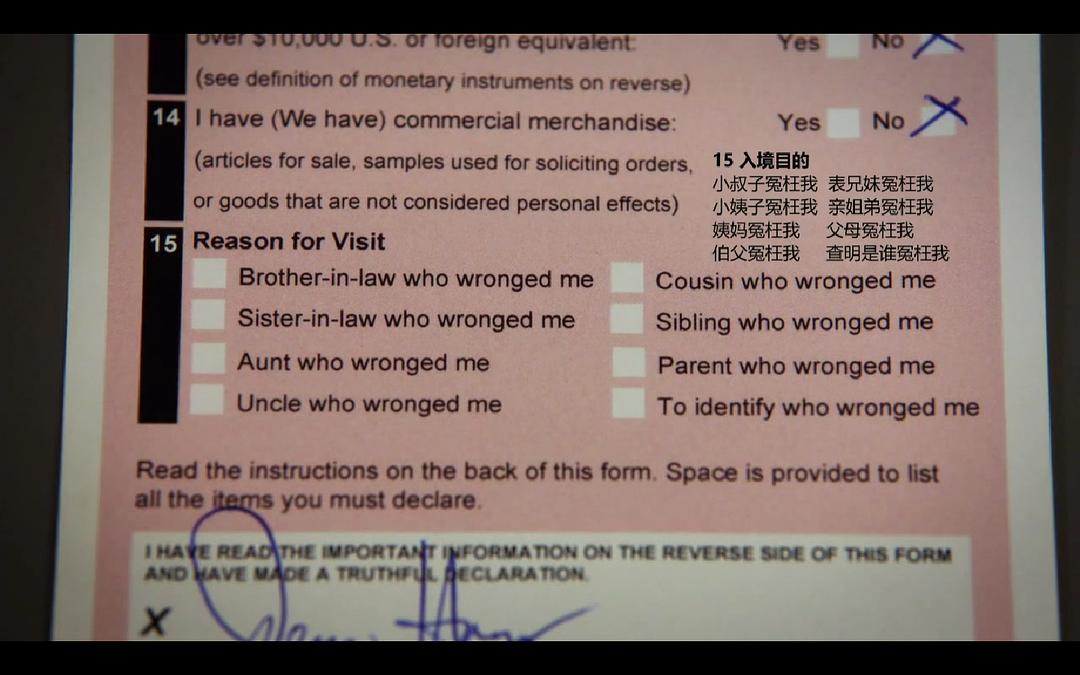 over $10,000 U.S. or foreign equivalent: Yes No
(see definition of monetary instruments on reverse)
14 I have (We have) commercial merchandise: Yes No
(articles for sale, samples used for soliciting orders,
or goods that are not considered personal effects)
15 入境目的
小叔子冤枉我 表兄妹冤枉我
小姨子冤枉我 亲姐弟冤枉我
姨妈冤枉我 父母冤枉我
伯父冤枉我 查明是谁冤枉我
15 Reason for Visit
Brother-in-law who wronged me Cousin who wronged me
Sister-in-law who wronged me Sibling who wronged me
Aunt who wronged me Parent who wronged me
Uncle who wronged me To identify who wronged me
Read the instructions on the back of this form. Space is provided to list
all the items you must declare.
I HAVE READ THE IMPORTANT INFORMATION ON THE REVERSE SIDE OF THIS FORM
AND HAVE MADE A TRUTHFUL DECLARATION.
X